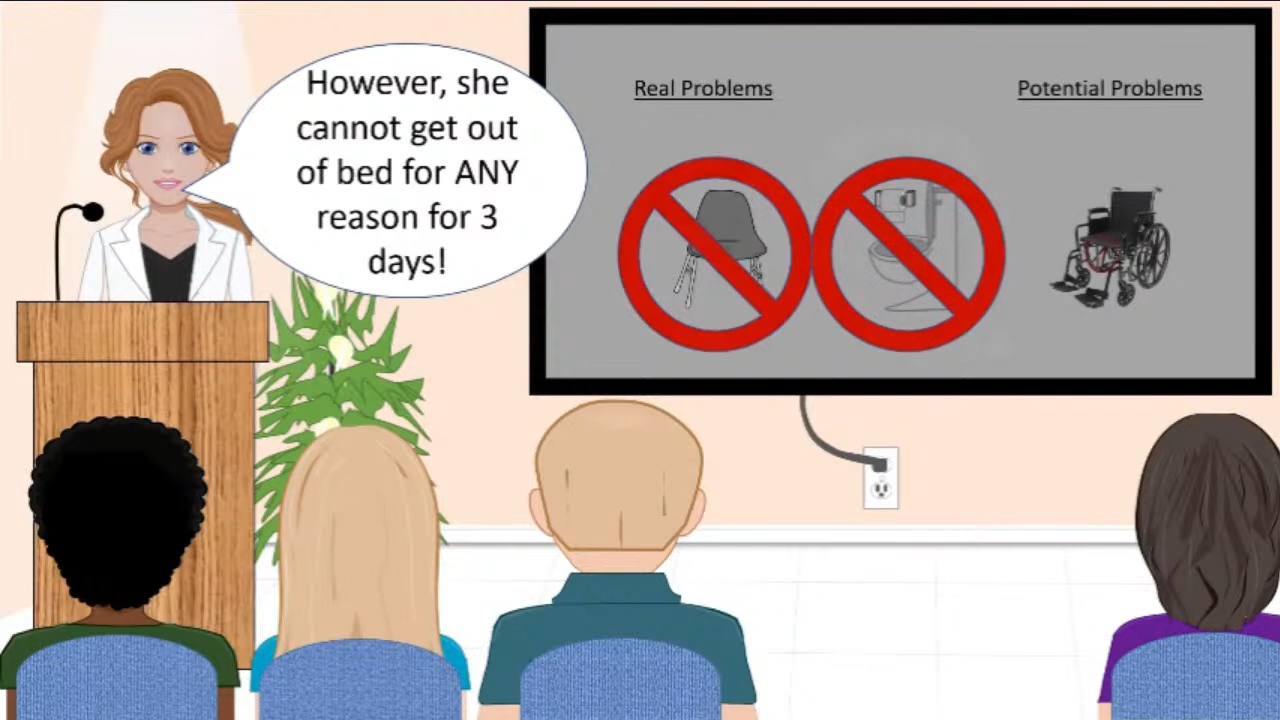 However, she
cannot get out
of bed for ANY
reason for 3
days!
Real Problems
Potential Problems